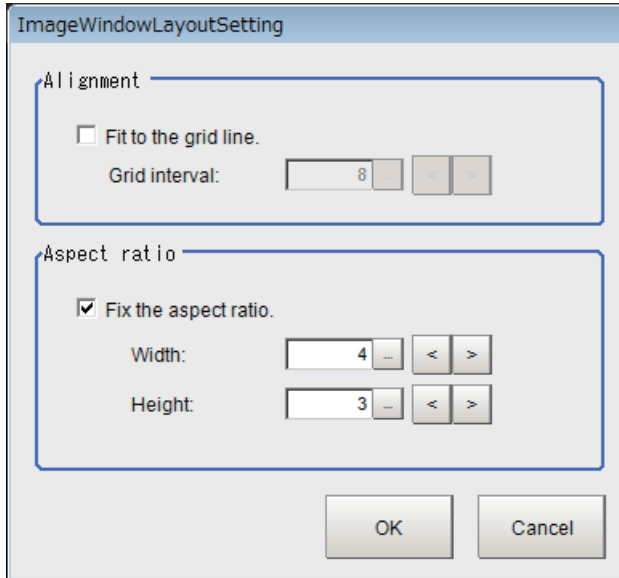 ImageWindowLayoutSetting
Alignment
Fit to the grid line.
Grid interval: 8 ... < >
Aspect ratio
Fix the aspect ratio.
Width: 4 ... < >
Height: 3 ... < >
OK Cancel